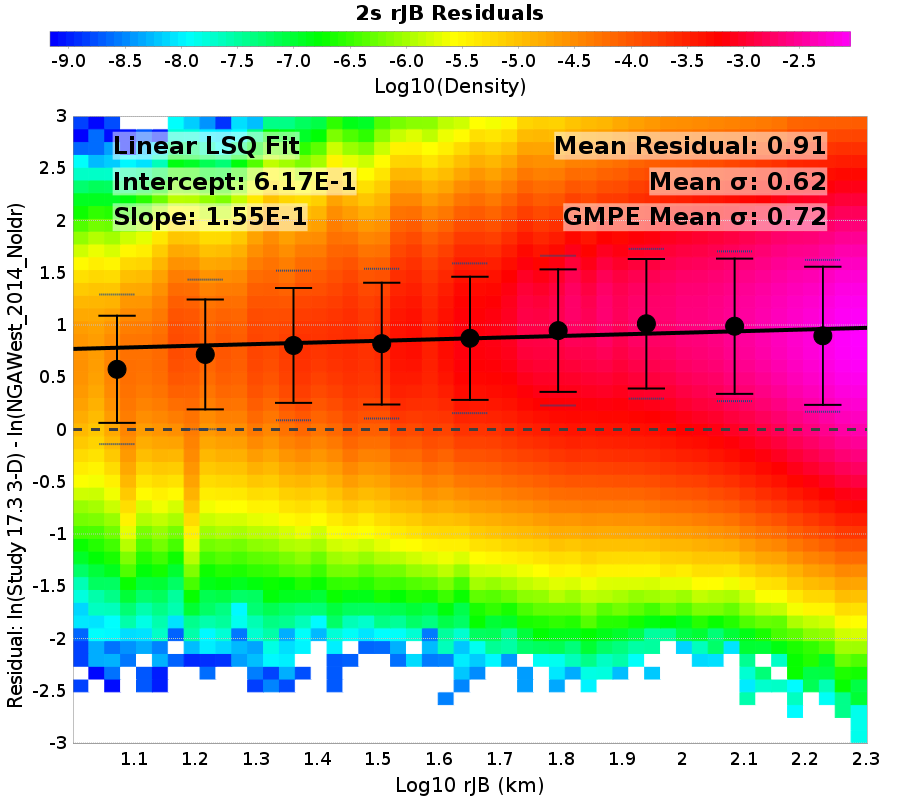 2s rJB Residuals
-9.0 -8.5 -8.0 -7.5 -7.0 -6.5 -6.0 -5.5 -5.0 -4.5 -4.0 -3.5 -3.0 -2.5
Log10(Density)
Linear LSQ Fit
Intercept: 6.17E-1
Slope: 1.55E-1
Mean Residual: 0.91
Mean σ: 0.62
GMPE Mean σ: 0.72
Residual: ln(Study 17.3 3-D) - ln(NGAWest_2014_NoIdr)
3
2.5
2
1.5
1
0.5
0
-0.5
-1
-1.5
-2
-2.5
-3
1.1 1.2 1.3 1.4 1.5 1.6 1.7 1.8 1.9 2 2.1 2.2 2.3
Log10 rJB (km)